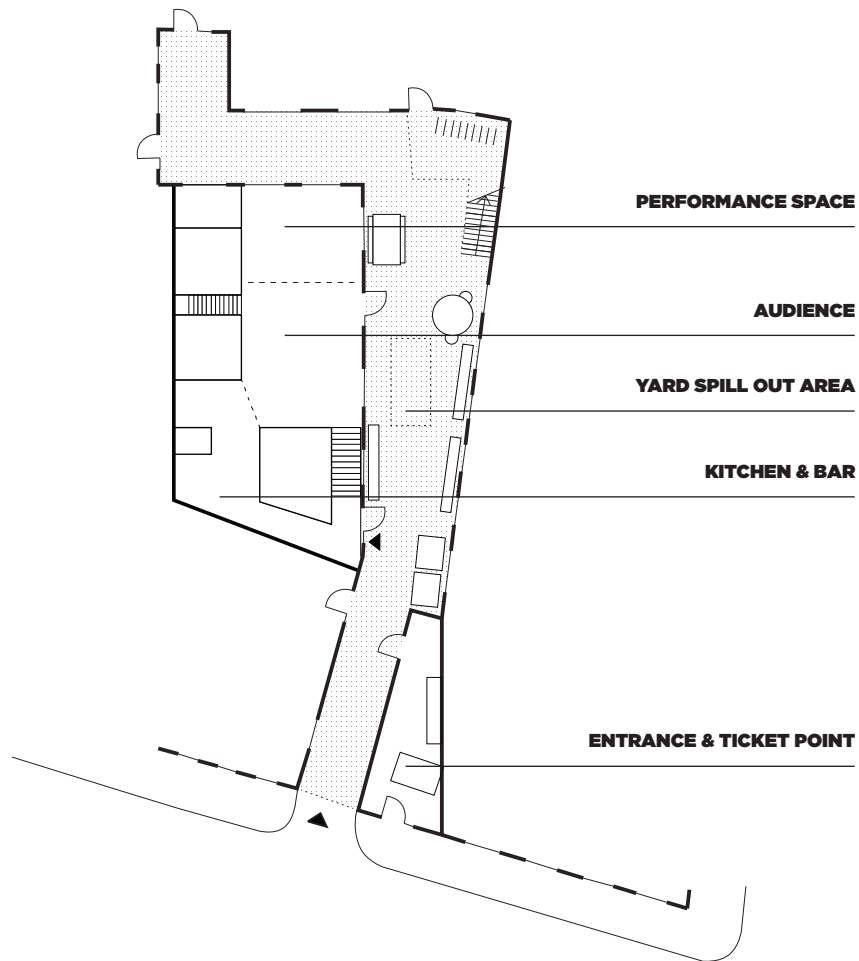 PERFORMANCE SPACE
AUDIENCE
YARD SPILL OUT AREA
KITCHEN & BAR
ENTRANCE & TICKET POINT